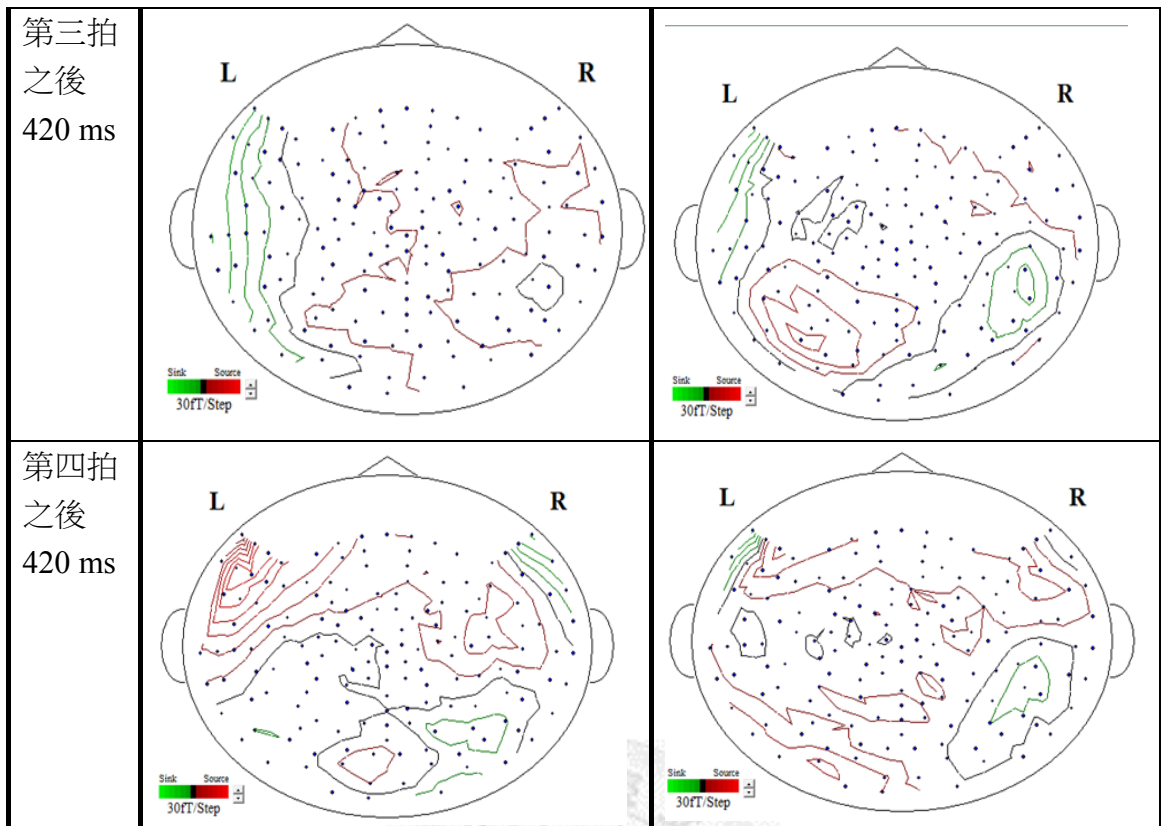 第三拍
之後
420 ms
L
R
Sink Source
30fT/Step
L
R
Sink Source
30fT/Step
第四拍
之後
420 ms
L
R
Sink Source
30fT/Step
L
R
Sink Source
30fT/Step